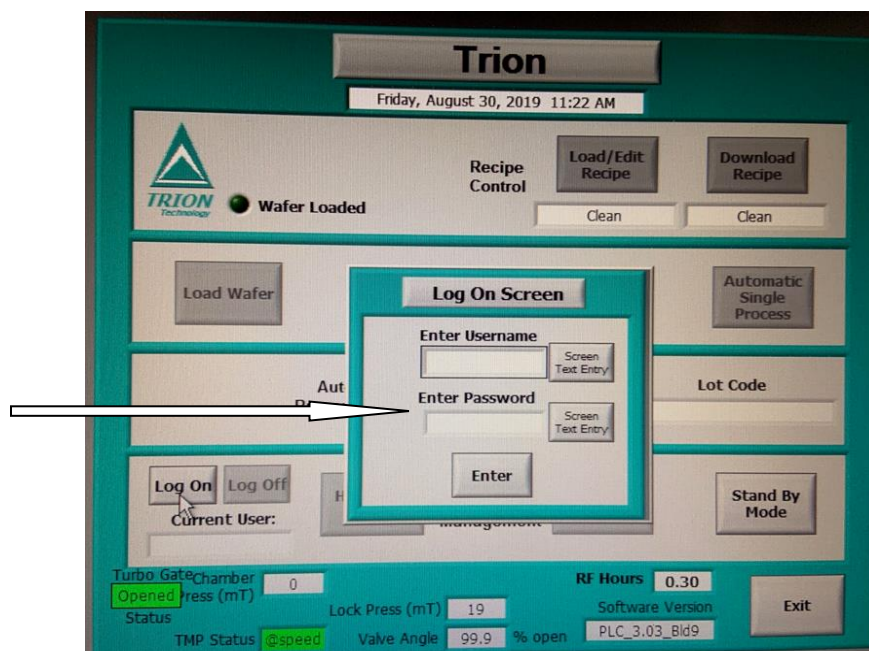 Trion
Friday, August 30, 2019 11:22 AM
TRION
Technology
Wafer Loaded
Recipe
Control
Load/Edit
Recipe
Download
Recipe
Clean
Clean
Load Wafer
Automatic
Single
Process
Log On Screen
Enter Username
Screen
Text Entry
Enter Password
Screen
Text Entry
Enter
Aut
Lot Code
Log On
Log Off
H
Current User:
Stand By
Mode
Turbo Gate
Opened
Status
Chamber
Press (mT)
0
Lock Press (mT)
19
TMP Status
@speed
Valve Angle
99.9
% open
RF Hours
0.30
Software Version
PLC_3.03_Bld9
Exit